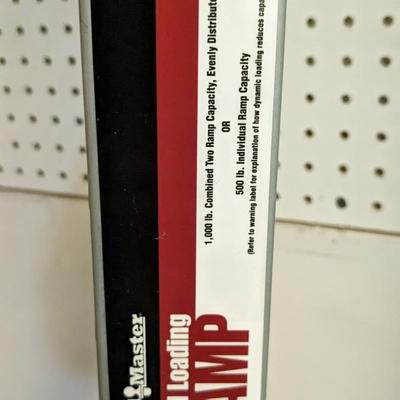 Master
Loading
AMP
1,000 lb. Combined Two Ramp Capacity, Evenly Distribute
OR
500 lb. Individual Ramp Capacity
(Refer to warning label for explanation of how dynamic loading reduces capa